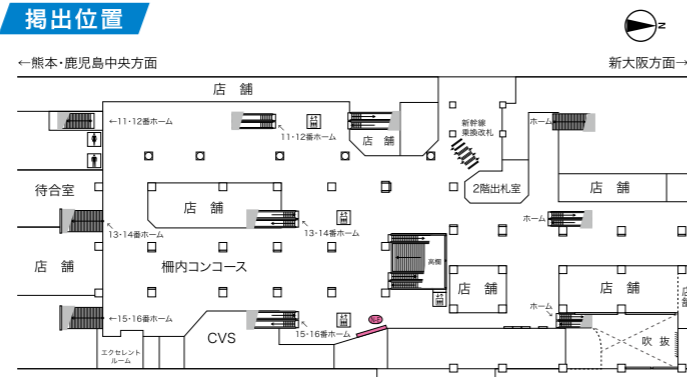 掲出位置
N
←熊本・鹿児島中央方面
新大阪方面→
店 舗
←11・12番ホーム
11・12番ホーム
店 舗
新幹線
乗換改札
ホーム
待合室
店 舗
2階出札室
店 舗
13・14番ホーム
13・14番ホーム
ホーム
店 舗
柵内コンコース
店 舗
店 舗
店舗
ホーム
←15・16番ホーム
15・16番ホーム
CVS
吹 抜
エクセレント
ルーム